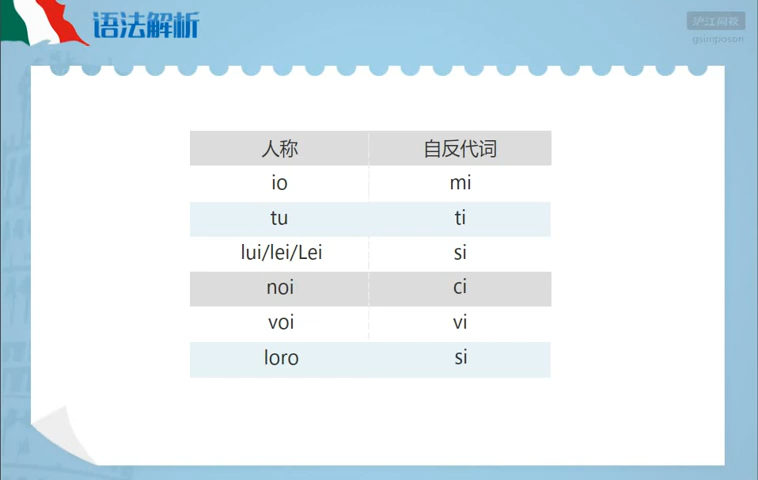 语法解析
沪江网校
gsimposon
人称 自反代词
io mi
tu ti
lui/lei/Lei si
noi ci
voi vi
loro si